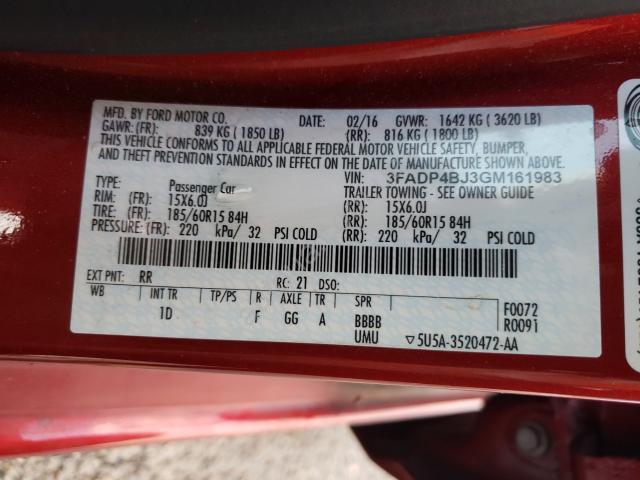 MFD. BY FORD MOTOR CO. DATE: 02/16 GVWR: 1642 KG ( 3620 LB)
GAWR: (FR): 839 KG ( 1850 LB) (RR): 816 KG ( 1800 LB)
THIS VEHICLE CONFORMS TO ALL APPLICABLE FEDERAL MOTOR VEHICLE SAFETY, BUMPER,
AND THEFT PREVENTION STANDARDS IN EFFECT ON THE DATE OF MANUFACTURE SHOWN ABOVE.
VIN: 3FADP4BJ3GM161983
TYPE: Passenger Car TRAILER TOWING - SEE OWNER GUIDE
RIM: (FR): 15X6.0J (RR): 15X6.0J
TIRE: (FR): 185/60R15 84H (RR): 185/60R15 84H
PRESSURE: (FR): 220 kPa/ 32 PSI COLD (RR): 220 kPa/ 32 PSI COLD
EXT PNT: RR RC: 21 DSO:
WB INT TR TP/PS R AXLE TR SPR F0072
1D F GG A BBBB R0091
UMU ▽ 5U5A-3520472-AA